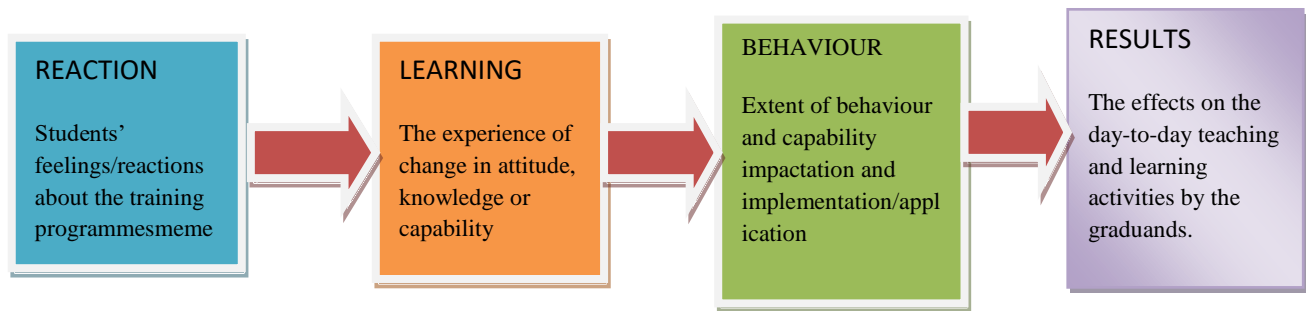 REACTION
Students’
feelings/reactions
about the training
programmesmeme
LEARNING
The experience of
change in attitude,
knowledge or
capability
BEHAVIOUR
Extent of behaviour
and capability
impactation and
implementation/appl
ication
RESULTS
The effects on the
day-to-day teaching
and learning
activities by the
graduands.